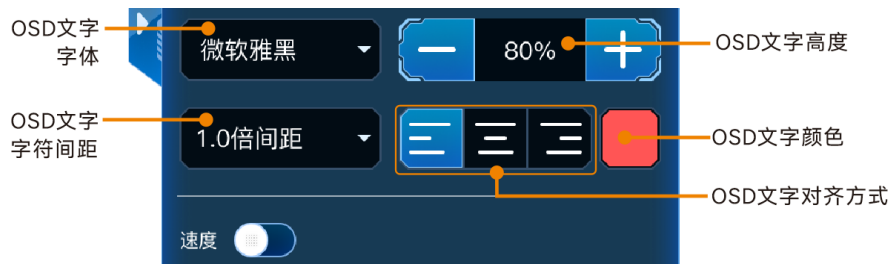 OSD文字
字体
微软雅黑
80%
OSD文字高度
OSD文字
字符间距
1.0倍间距
OSD文字颜色
OSD文字对齐方式
速度